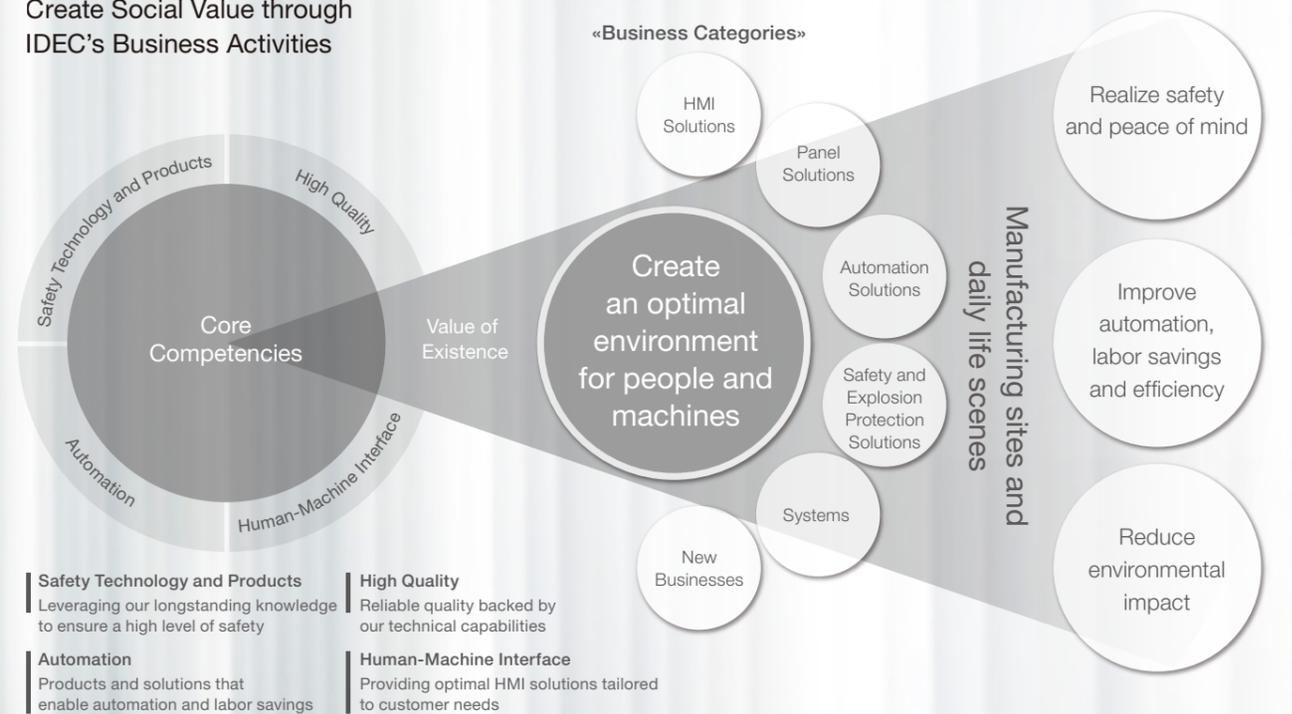 Create Social Value through
IDEC's Business Activities
«Business Categories»
Safety Technology and Products
High Quality
Automation
Human-Machine Interface
Core
Competencies
Value of
Existence
Create
an optimal
environment
for people and
machines
HMI
Solutions
Panel
Solutions
Automation
Solutions
Safety and
Explosion
Protection
Solutions
Systems
New
Businesses
Manufacturing sites and
daily life scenes
Realize safety
and peace of mind
Improve
automation,
labor savings
and efficiency
Reduce
environmental
impact
Safety Technology and Products
Leveraging our longstanding knowledge
to ensure a high level of safety
High Quality
Reliable quality backed by
our technical capabilities
Automation
Products and solutions that
enable automation and labor savings
Human-Machine Interface
Providing optimal HMI solutions tailored
to customer needs